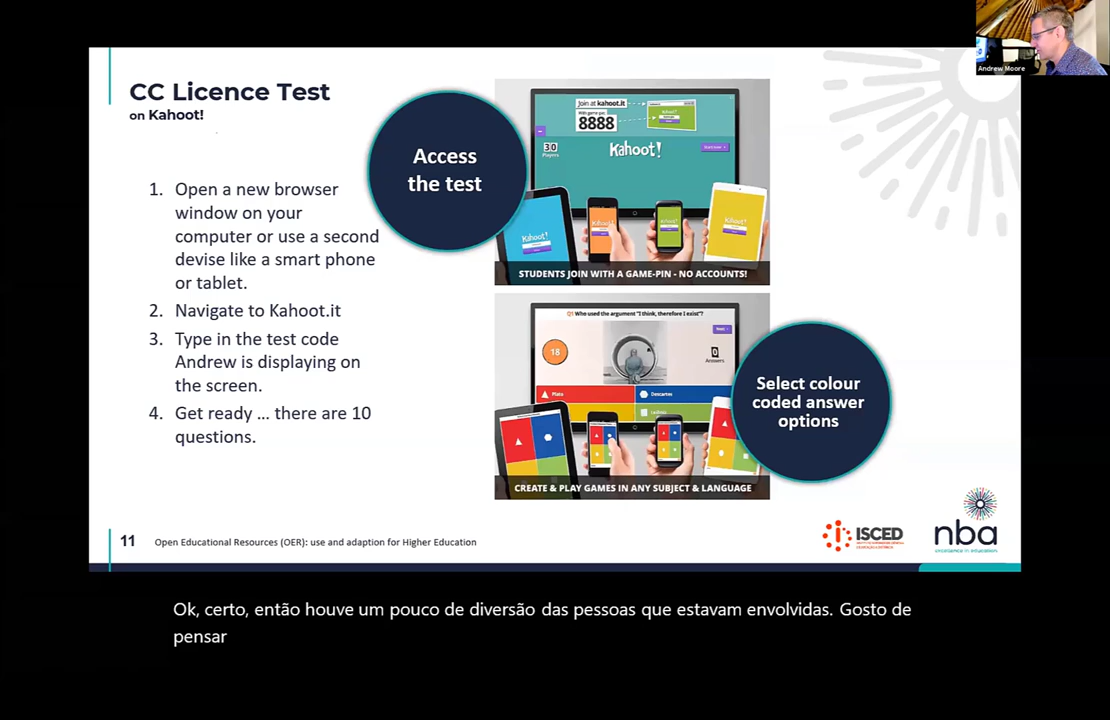 Andrew Moore
CC Licence Test
on Kahoot!
1. Open a new browser
window on your
computer or use a second
devise like a smart phone
or tablet.
2. Navigate to Kahoot.it
3. Type in the test code
Andrew is displaying on
the screen.
4. Get ready ... there are 10
questions.
Access
the test
Join at kahoot.it
8888
30
Players
Kahoot!
Kahoot!
Kahoot!
STUDENTS JOIN WITH A GAME-PIN - NO ACCOUNTS!
Q1 Who used the argument "I think, therefore I exist"?
18
0
Answers
Plato
Descartes
CREATE & PLAY GAMES IN ANY SUBJECT & LANGUAGE
Select colour
coded answer
options
11 Open Educational Resources (OER): use and adaption for Higher Education
ISCED
nba
excellence in education
Ok, certo, então houve um pouco de diversão das pessoas que estavam envolvidas. Gosto de
pensar